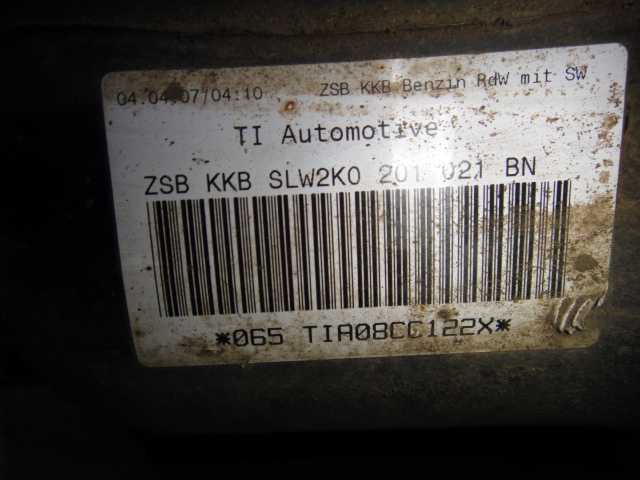 04.04.07/04:10 ZSB KKB Benzin RdW mit SW
TI Automotive
ZSB KKB SLW2K0 201 021 BN
*065 TIA08CC122X*